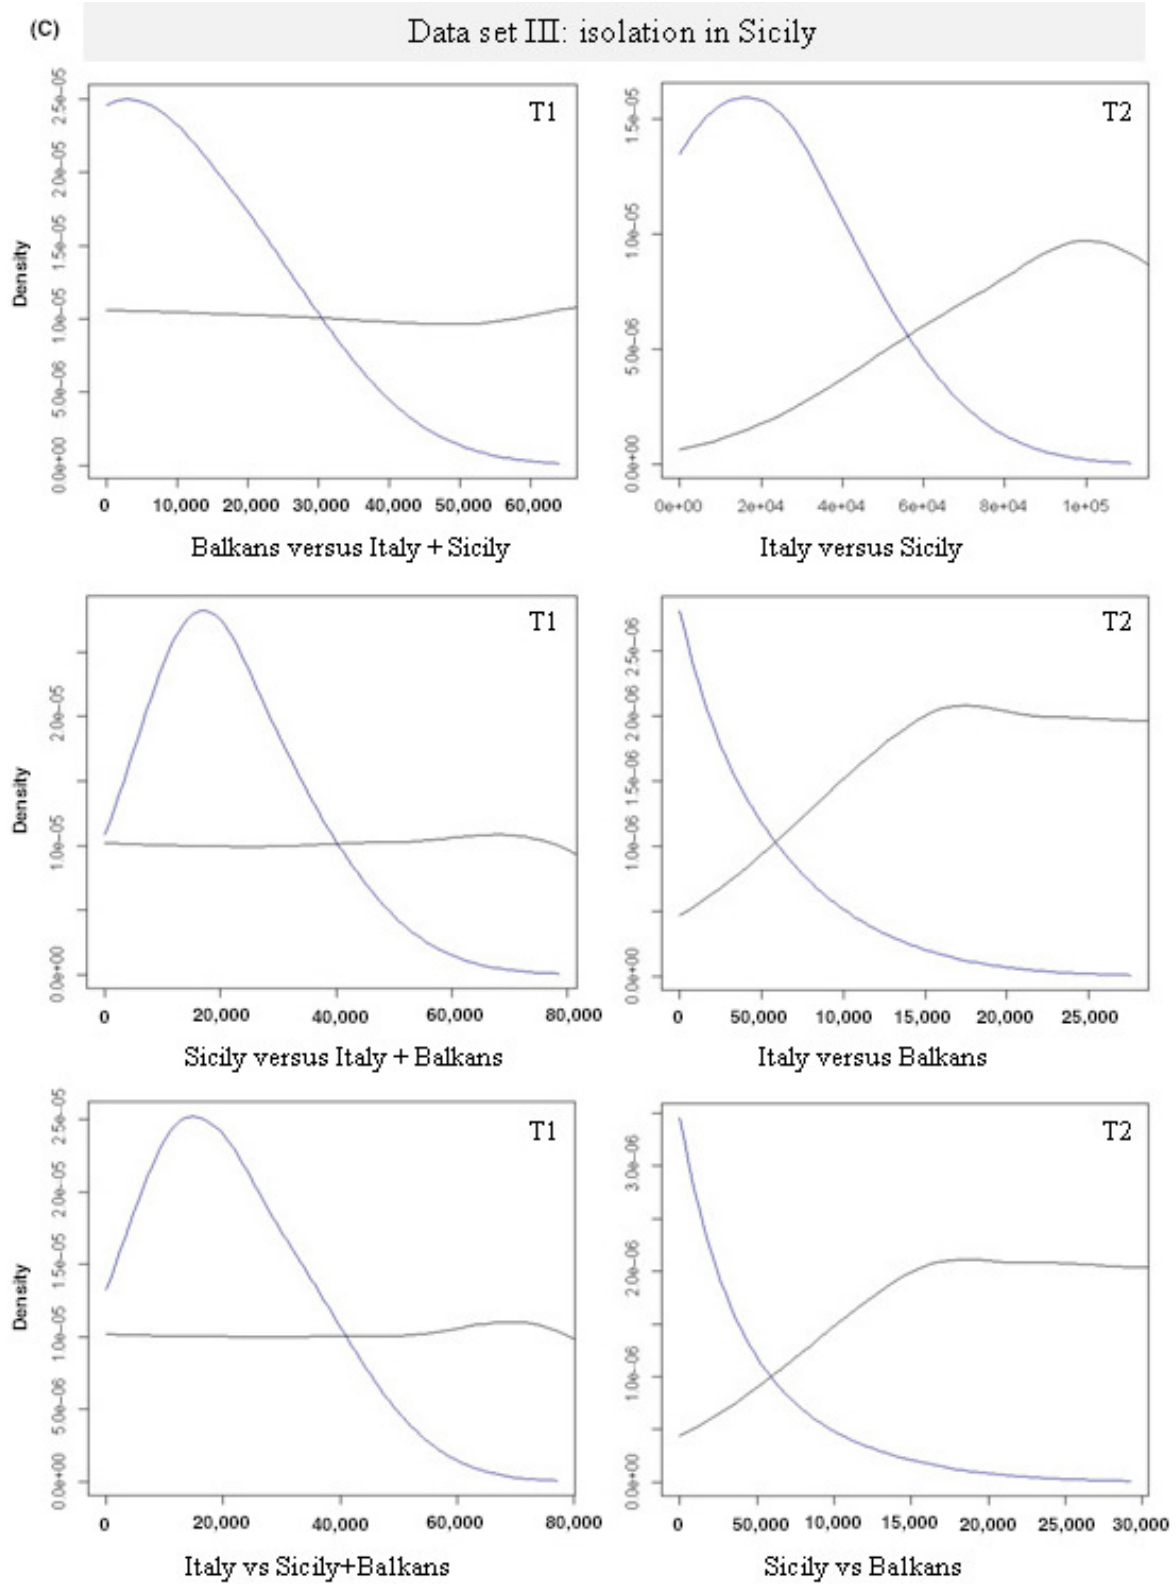 (C)
Data set III: isolation in Sicily
T1
Density
0.0e+00 5.0e-06 1.0e-05 1.5e-05 2.0e-05 2.5e-05
0 10,000 20,000 30,000 40,000 50,000 60,000
Balkans versus Italy + Sicily
T2
0.0e+00 5.0e-06 1.0e-05 1.5e-05
0e+00 2e+04 4e+04 6e+04 8e+04 1e+05
Italy versus Sicily
T1
Density
0.0e+00 1.0e-05 2.0e-05
0 20,000 40,000 60,000 80,000
Sicily versus Italy + Balkans
T2
0.0e+00 1.0e-06 1.5e-06 2.0e-06 2.5e-06
0 50,000 10,000 15,000 20,000 25,000
Italy versus Balkans
T1
Density
0.0e+00 5.0e-06 1.0e-05 1.5e-05 2.0e-05 2.5e-05
0 20,000 40,000 60,000 80,000
Italy vs Sicily+Balkans
T2
0.0e+00 1.0e-06 2.0e-06 3.0e-06
0 50,000 10,000 15,000 20,000 25,000 30,000
Sicily vs Balkans